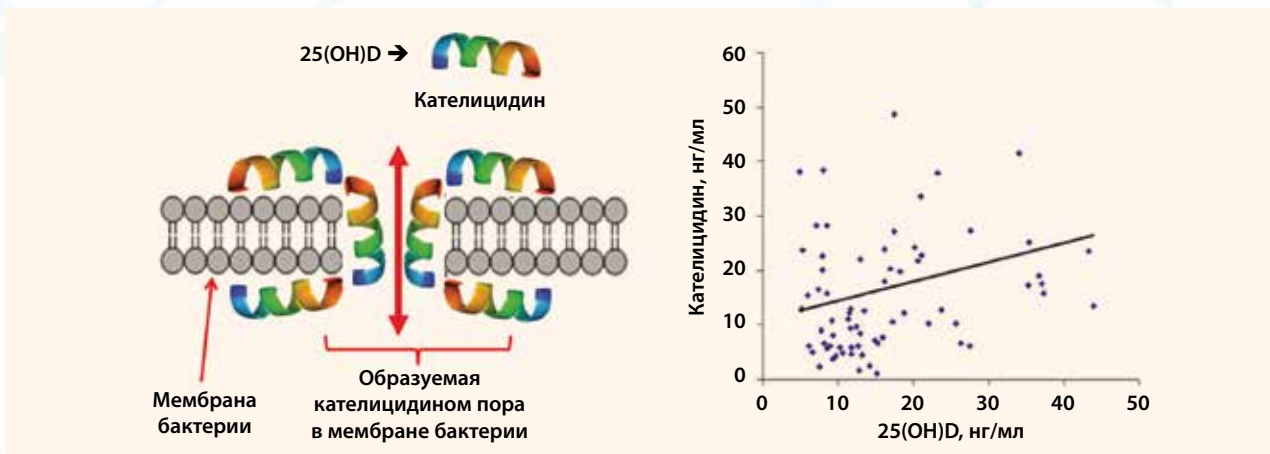 25(OH)D ➔
Кателицидин
Мембрана
бактерии
Образуемая
кателицидином пора
в мембране бактерии
Кателицидин, нг/мл
60
50
40
30
20
10
0
0 10 20 30 40 50
25(OH)D, нг/мл